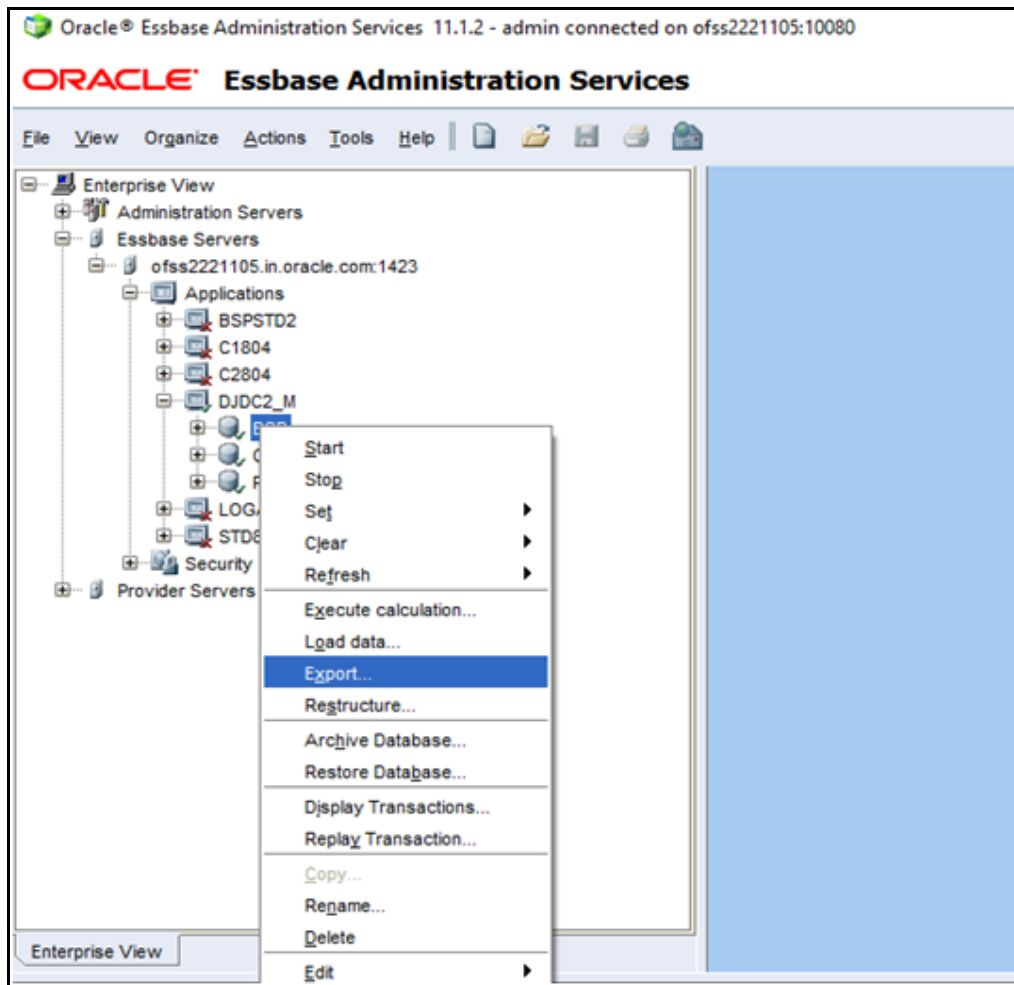 Oracle® Essbase Administration Services 11.1.2 - admin connected on ofss2221105:10080
ORACLE® Essbase Administration Services
File View Organize Actions Tools Help
Enterprise View
Administration Servers
Essbase Servers
ofss2221105.in.oracle.com:1423
Applications
BSPSTD2
C1804
C2804
DJDC2_M
Start
Stop
Set
Clear
Refresh
Execute calculation...
Load data...
Export...
Restructure...
Archive Database...
Restore Database...
Display Transactions...
Replay Transaction...
Copy...
Rename...
Delete
Edit
LOG
STD8
Security
Provider Servers
Enterprise View